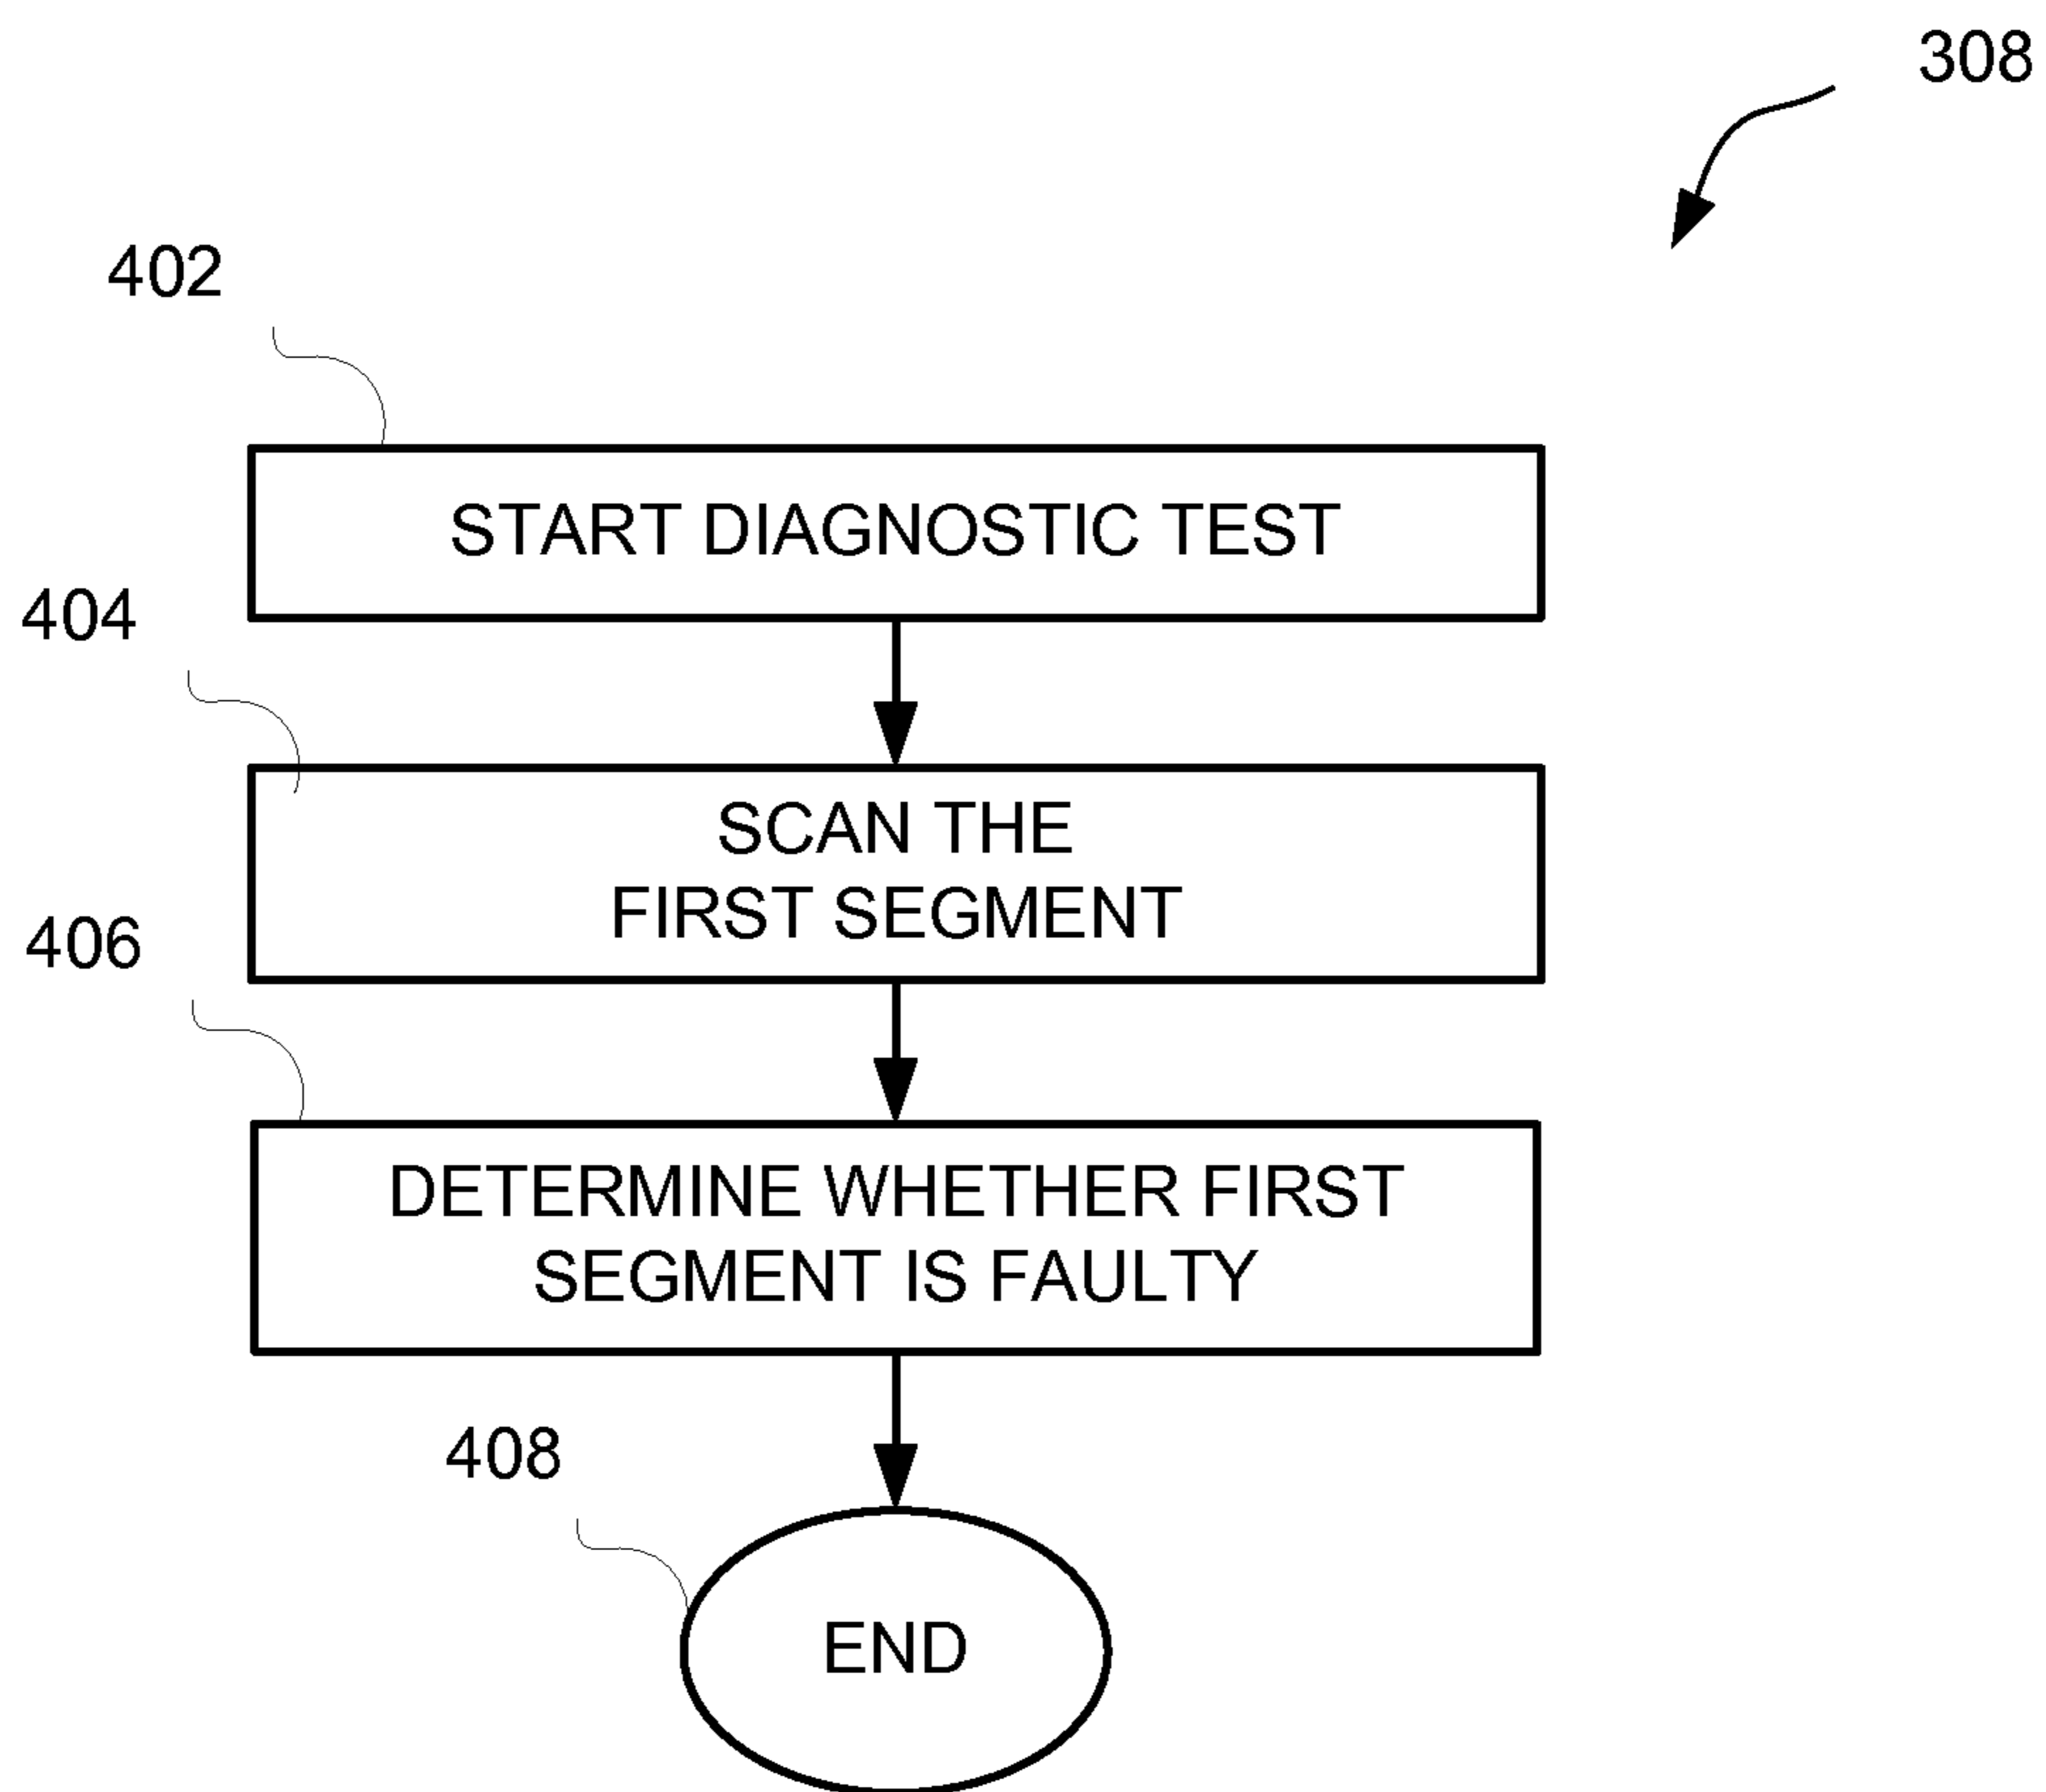 308
402
START DIAGNOSTIC TEST
404
SCAN THE
FIRST SEGMENT
406
DETERMINE WHETHER FIRST
SEGMENT IS FAULTY
408
END